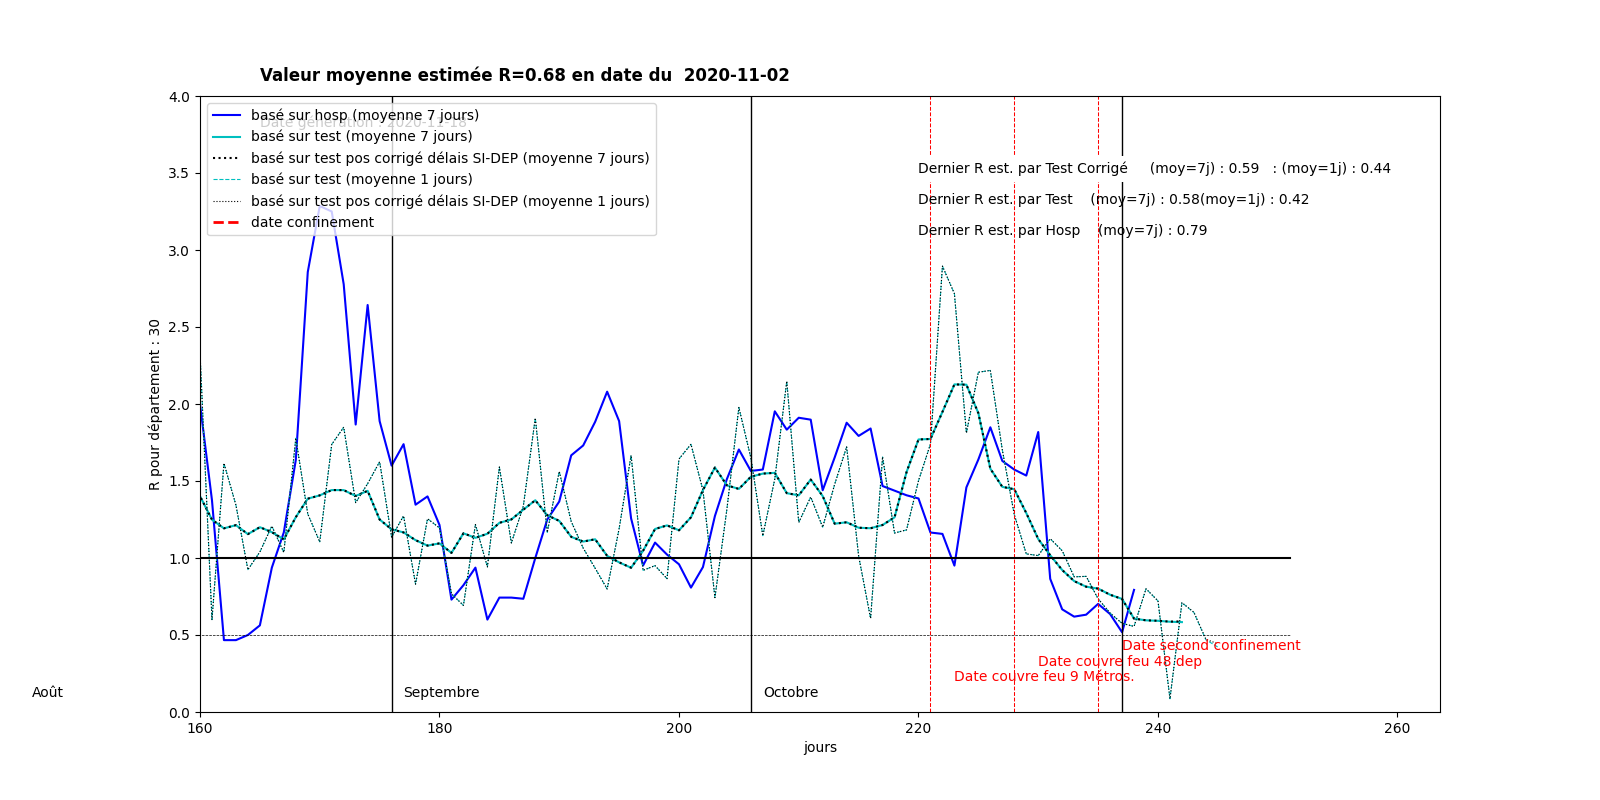 Valeur moyenne estimée R=0.68 en date du  2020-11-02
Date génération : 2020-11-18
basé sur hosp (moyenne 7 jours)
basé sur test (moyenne 7 jours)
basé sur test pos corrigé délais SI-DEP (moyenne 7 jours)
basé sur test (moyenne 1 jours)
basé sur test pos corrigé délais SI-DEP (moyenne 1 jours)
date confinement
Dernier R est. par Test Corrigé     (moy=7j) : 0.59   : (moy=1j) : 0.44
Dernier R est. par Test    (moy=7j) : 0.58(moy=1j) : 0.42
Dernier R est. par Hosp    (moy=7j) : 0.79
4.0
3.5
3.0
2.5
2.0
1.5
1.0
0.5
0.0
R pour département : 30
Date second confinement
Date couvre feu 48 dep
Date couvre feu 9 Métros.
Août
Septembre
Octobre
160
180
200
220
240
260
jours